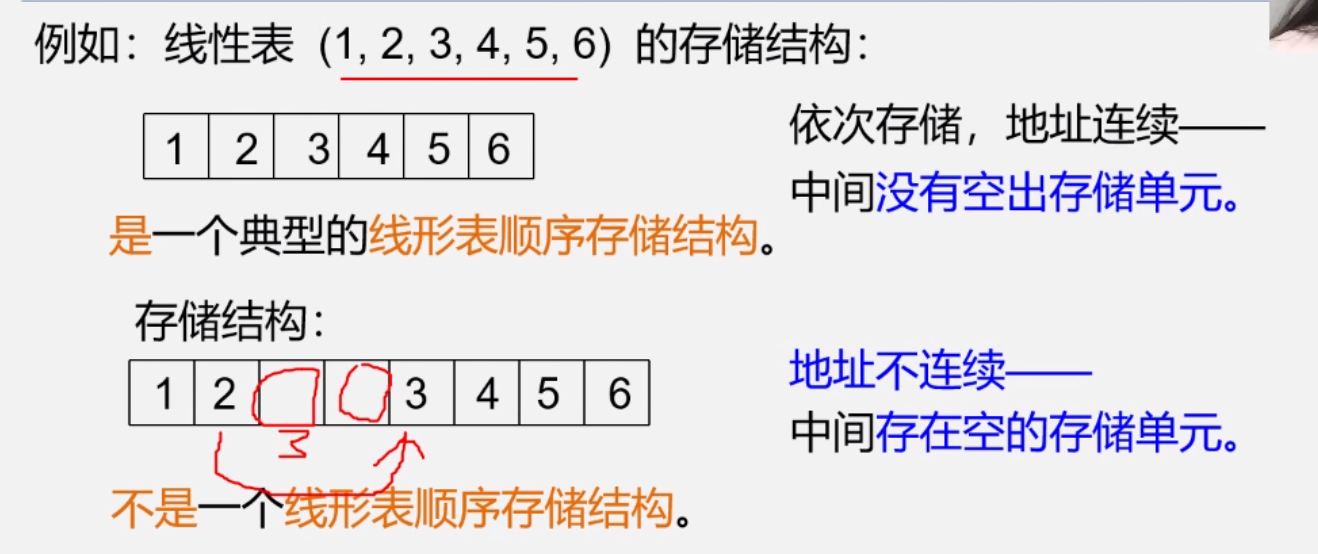 例如：线性表（1, 2, 3, 4, 5, 6）的存储结构：
1 2 3 4 5 6
依次存储，地址连续——
中间没有空出存储单元。
是一个典型的线形表顺序存储结构。
存储结构：
1 2 3 4 5 6
3
地址不连续——
中间存在空的存储单元。
不是一个线形表顺序存储结构。